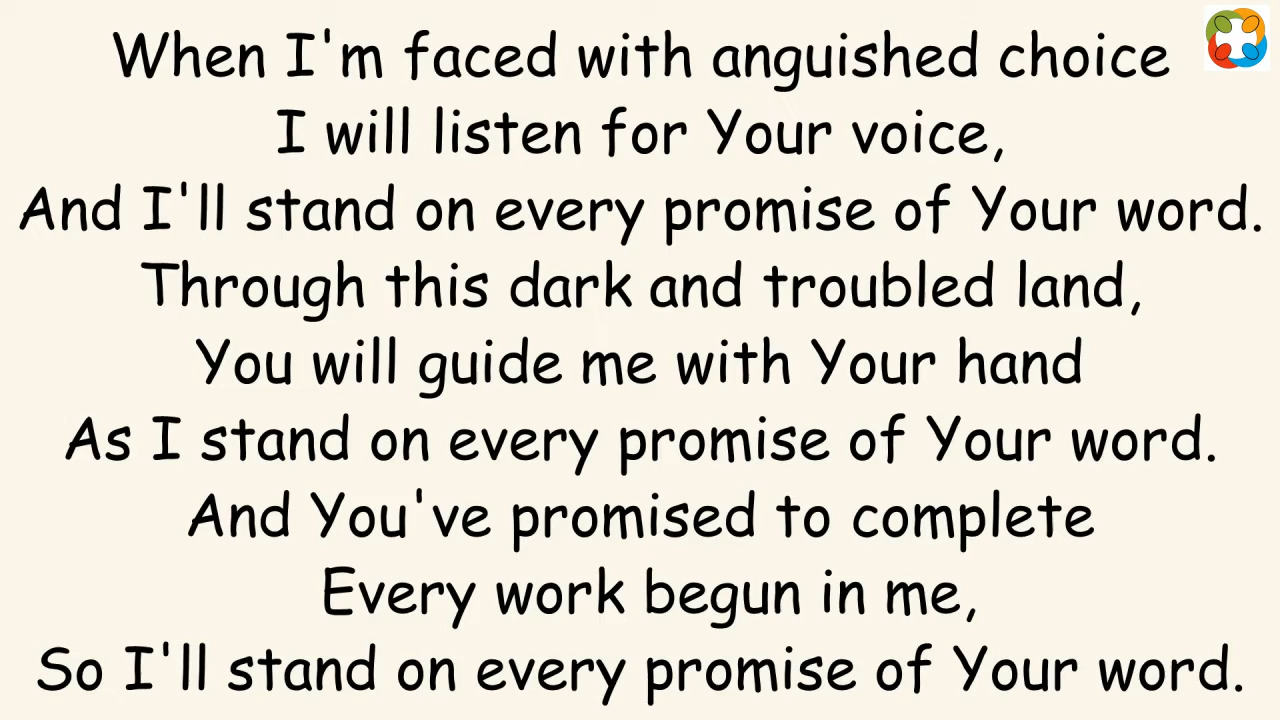 When I'm faced with anguished choice
I will listen for Your voice,
And I'll stand on every promise of Your word.
Through this dark and troubled land,
You will guide me with Your hand
As I stand on every promise of Your word.
And You've promised to complete
Every work begun in me,
So I'll stand on every promise of Your word.